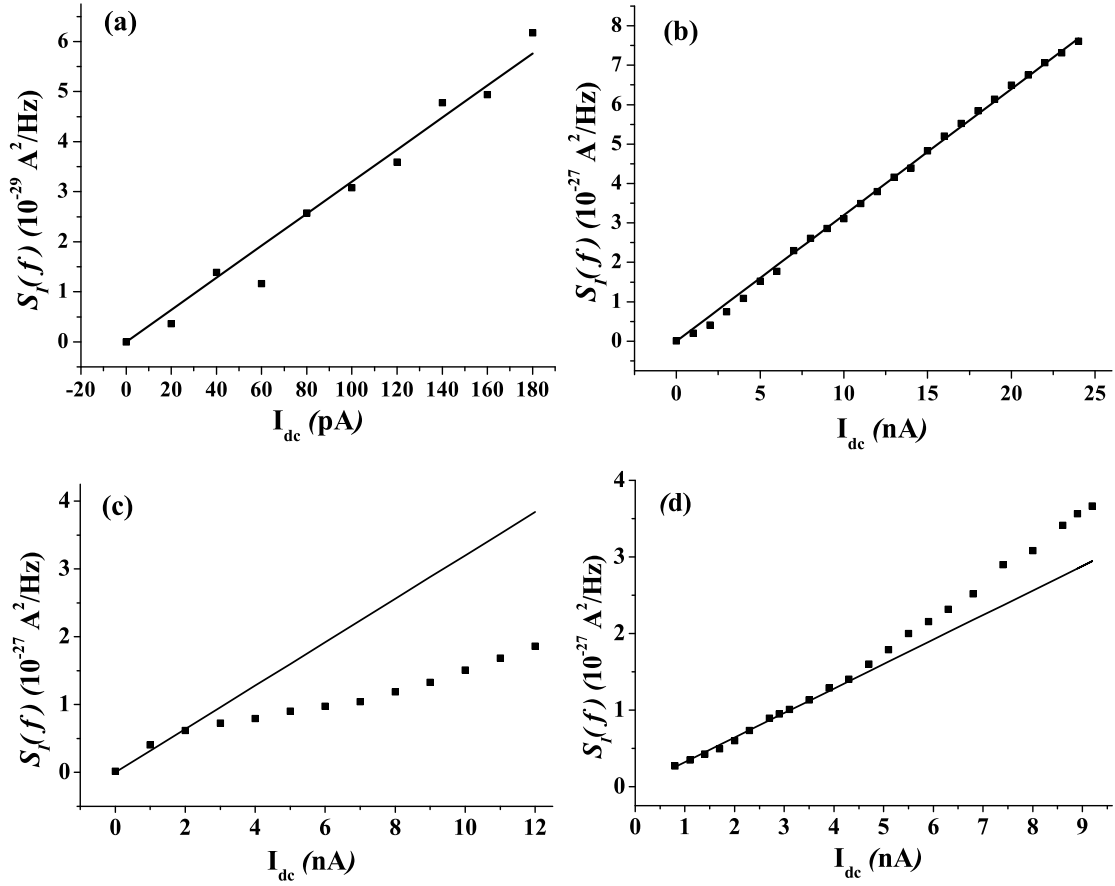 (a)
6
5
4
3
2
1
0
-20 0 20 40 60 80 100 120 140 160 180
S_I(f) (10^-29 A^2/Hz)
I_dc (pA)
(b)
8
7
6
5
4
3
2
1
0
0 5 10 15 20 25
S_I(f) (10^-27 A^2/Hz)
I_dc (nA)
(c)
4
3
2
1
0
0 2 4 6 8 10 12
S_I(f) (10^-27 A^2/Hz)
I_dc (nA)
(d)
4
3
2
1
0
0 1 2 3 4 5 6 7 8 9
S_I(f) (10^-27 A^2/Hz)
I_dc (nA)